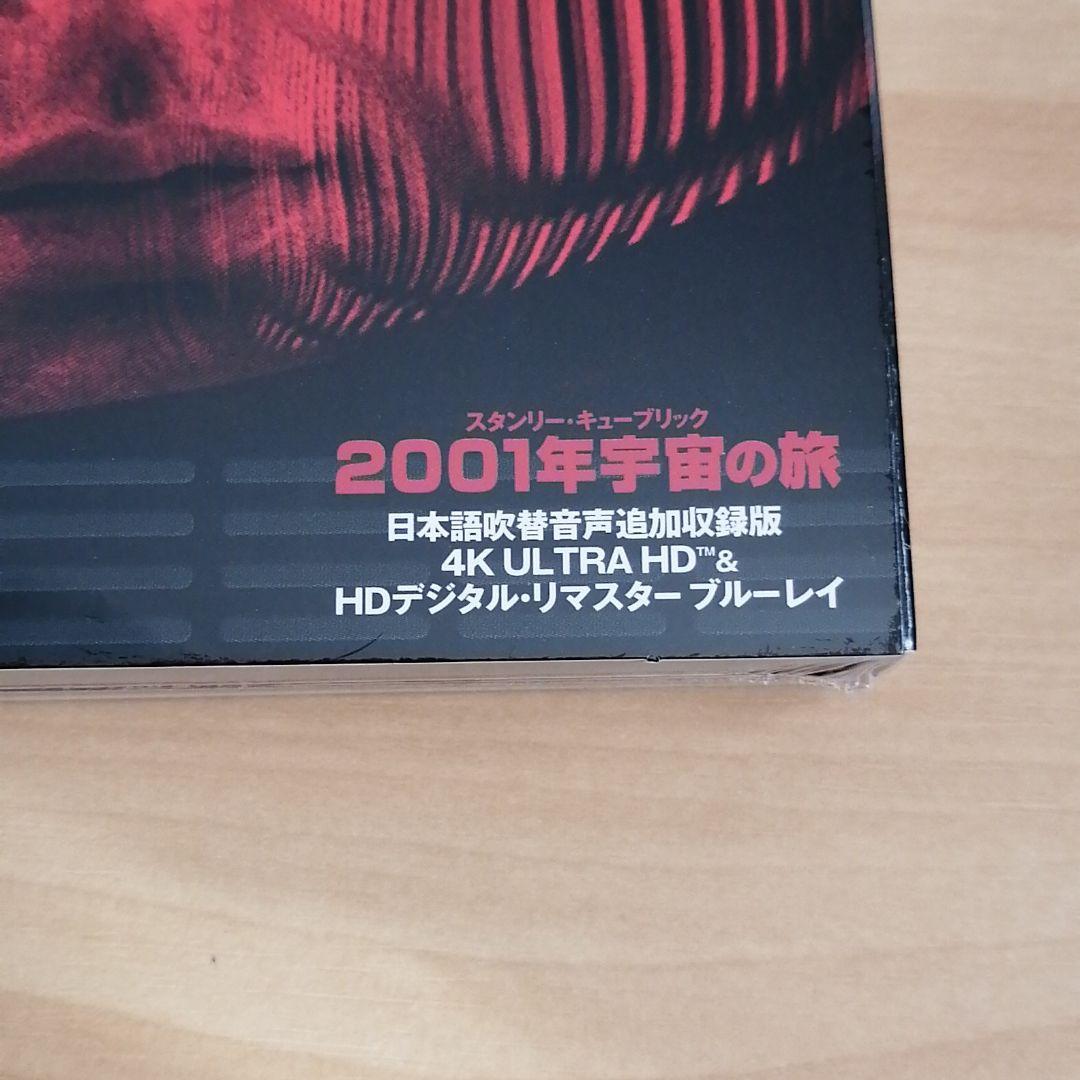 スタンリー・キューブリック
2001年宇宙の旅
日本語吹替音声追加収録版
4K ULTRA HD™&
HDデジタル・リマスター ブルーレイ